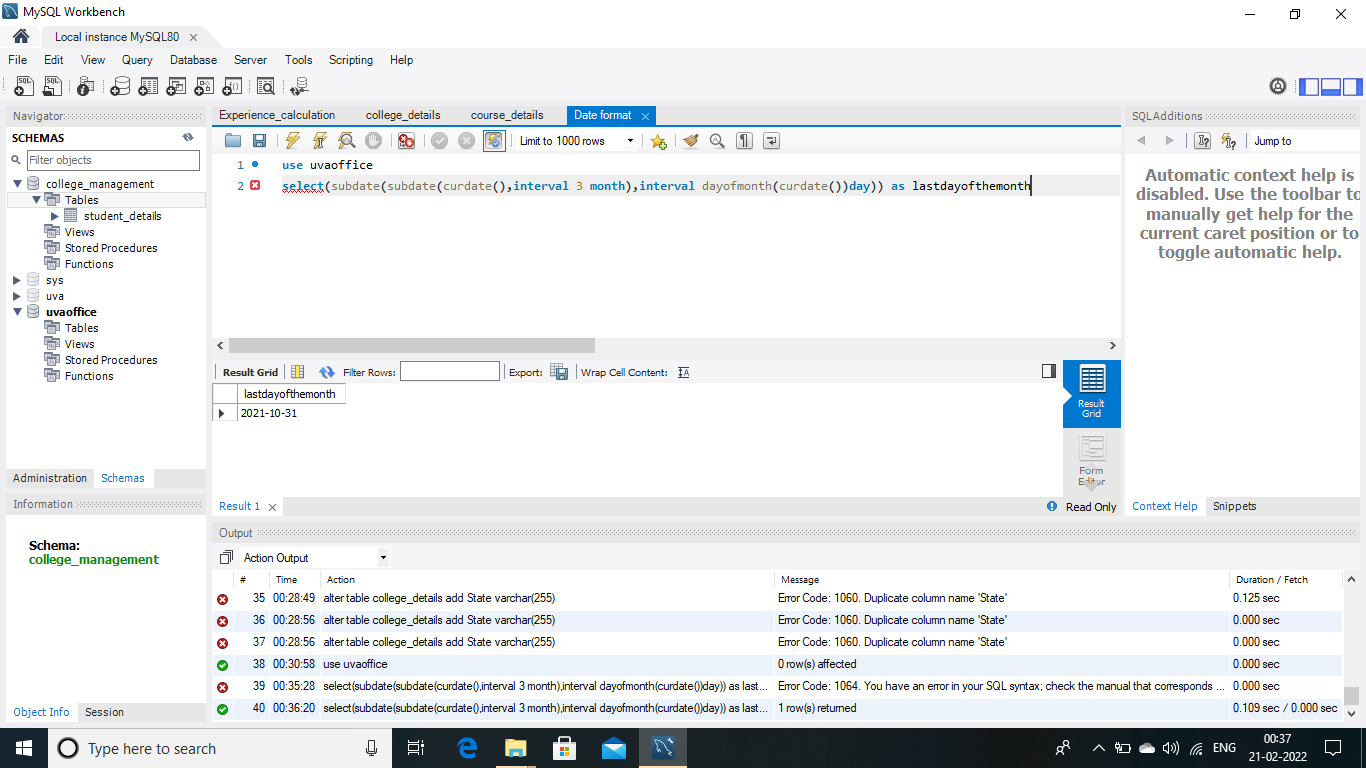 MySQL Workbench
Local instance MySQL80
File Edit View Query Database Server Tools Scripting Help
Navigator
SCHEMAS
Filter objects
college_management
Tables
student_details
Views
Stored Procedures
Functions
sys
uva
uvaoffice
Tables
Views
Stored Procedures
Functions
Administration Schemas
Information
Schema:
college_management
Object Info Session
Experience_calculation college_details course_details Date format
Limit to 1000 rows
1 use uvaoffice
2 select(subdate(subdate(curdate(),interval 3 month),interval dayofmonth(curdate())day)) as lastdayofthemonth
Result Grid Filter Rows: Export: Wrap Cell Content:
lastdayofthemonth
2021-10-31
Result Grid
Form Editor
Result 1
Read Only
SQLAdditions
Jump to
Automatic context help is
disabled. Use the toolbar to
manually get help for the
current caret position or to
toggle automatic help.
Context Help Snippets
Output
Action Output
# Time Action Message Duration / Fetch
35 00:28:49 alter table college_details add State varchar(255) Error Code: 1060. Duplicate column name 'State' 0.125 sec
36 00:28:56 alter table college_details add State varchar(255) Error Code: 1060. Duplicate column name 'State' 0.000 sec
37 00:28:56 alter table college_details add State varchar(255) Error Code: 1060. Duplicate column name 'State' 0.000 sec
38 00:30:58 use uvaoffice 0 row(s) affected 0.000 sec
39 00:35:28 select(subdate(subdate(curdate(),interval 3 month),interval dayofmonth(curdate())day)) as last... Error Code: 1064. You have an error in your SQL syntax; check the manual that corresponds ... 0.000 sec
40 00:36:20 select(subdate(subdate(curdate(),interval 3 month),interval dayofmonth(curdate())day)) as last... 1 row(s) returned 0.109 sec / 0.000 sec
Type here to search
ENG
00:37
21-02-2022